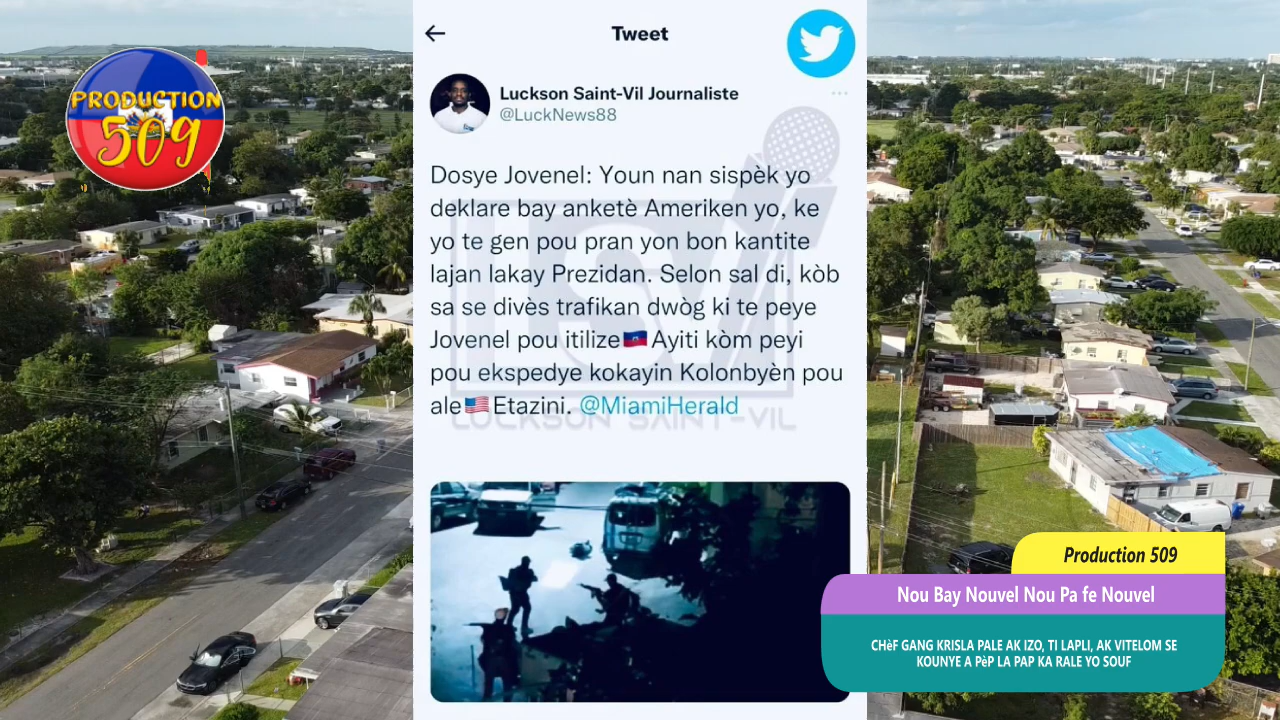 PRODUCTION
509
Tweet
Luckson Saint-Vil Journaliste
@LuckNews88
Dosye Jovenel: Youn nan sispèk yo
deklare bay anketè Ameriken yo, ke
yo te gen pou pran yon bon kantite
lajan lakay Prezidan. Selon sal di, kòb
sa se divès trafikan dwòg ki te peye
Jovenel pou itilize🇭🇹Ayiti kòm peyi
pou ekspedye kokayin Kolonbyèn pou
ale🇺🇸Etazini. @MiamiHerald
LSV
LUCKSON SAINT-VIL
Production 509
Nou Bay Nouvel Nou Pa fe Nouvel
CHèF GANG KRISLA PALE AK IZO, TI LAPLI, AK VITELOM SE
KOUNYE A PèP LA PAP KA RALE YO SOUF